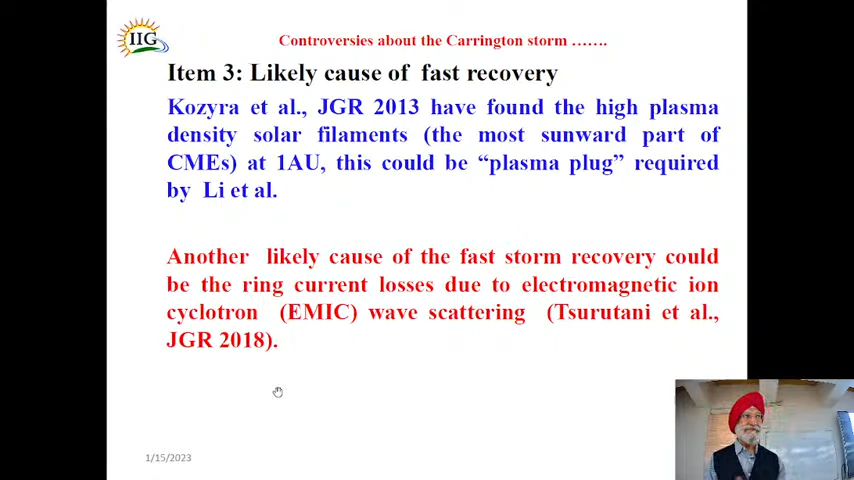 IIG
Controversies about the Carrington storm .......
Item 3: Likely cause of fast recovery
Kozyra et al., JGR 2013 have found the high plasma
density solar filaments (the most sunward part of
CMEs) at 1AU, this could be “plasma plug” required
by Li et al.
Another likely cause of the fast storm recovery could
be the ring current losses due to electromagnetic ion
cyclotron (EMIC) wave scattering (Tsurutani et al.,
JGR 2018).
1/15/2023